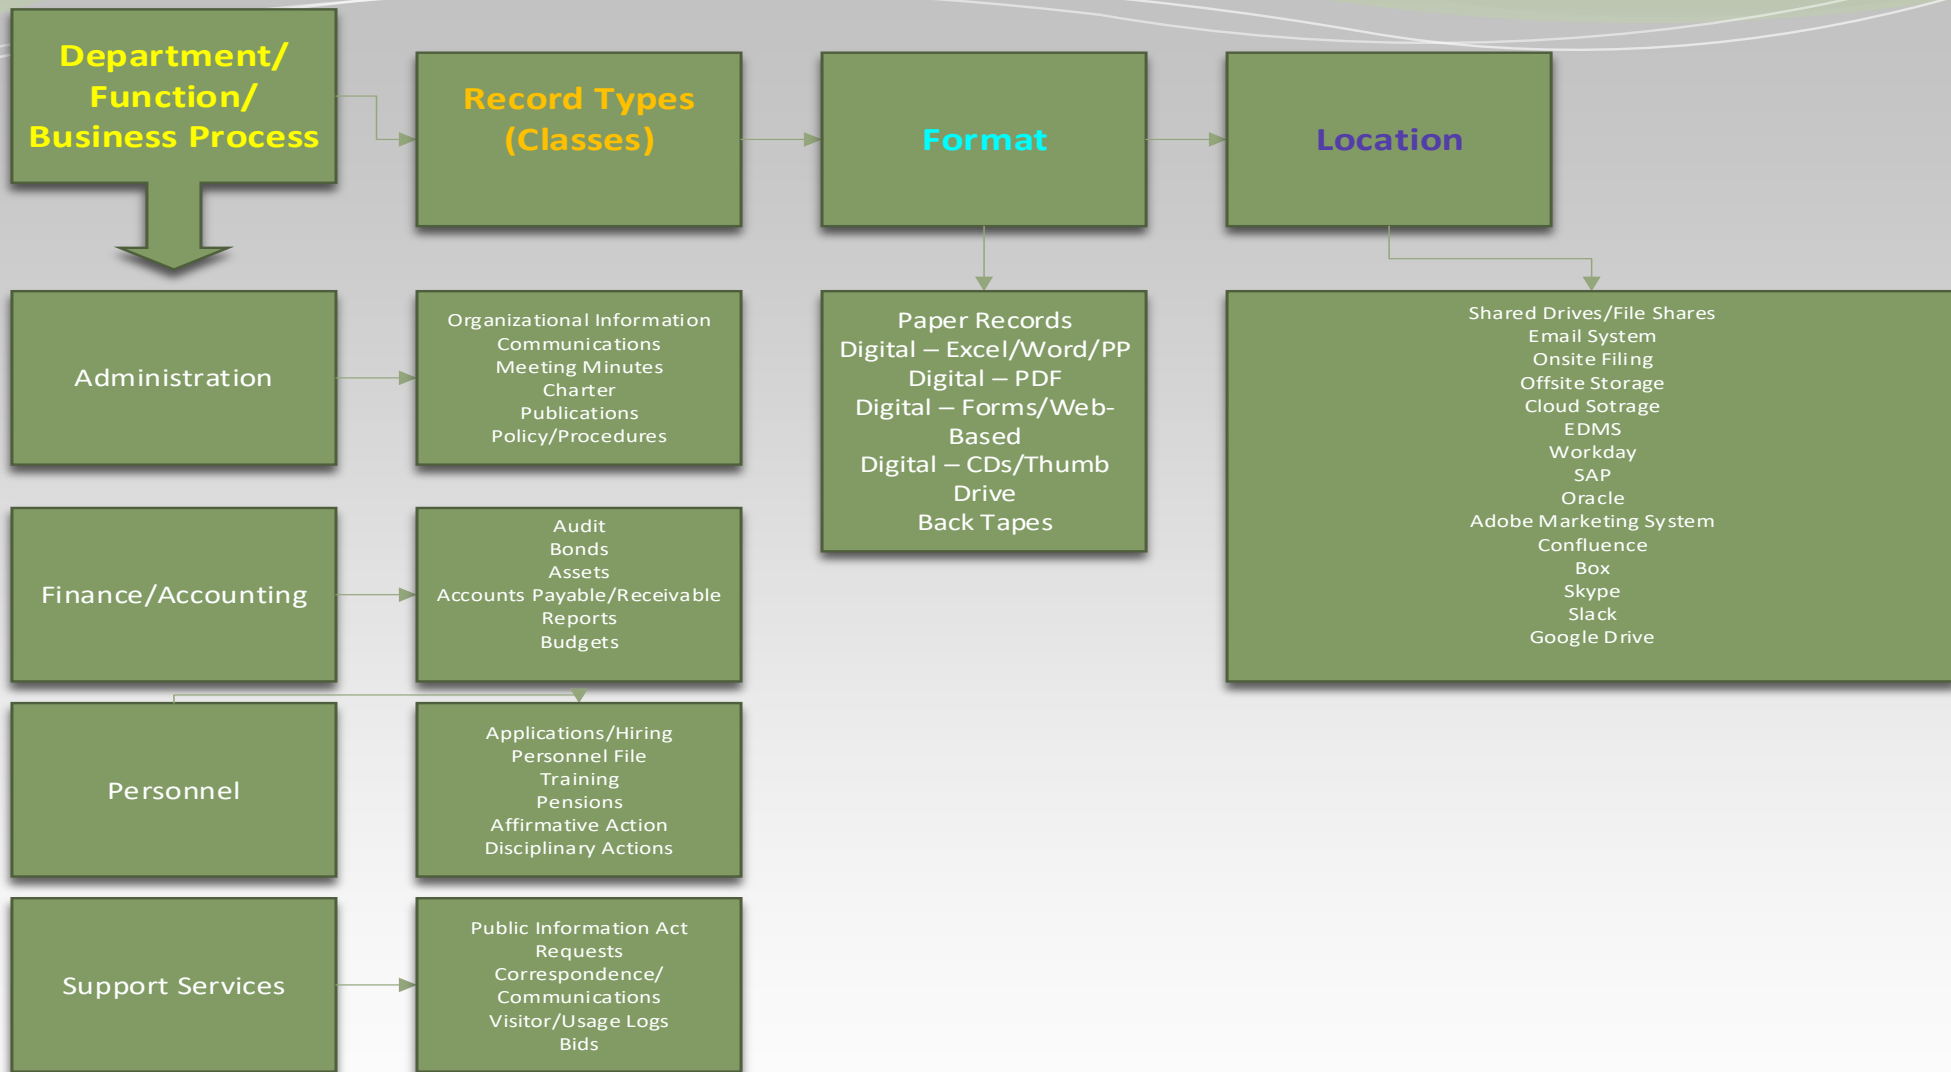 Department/
Function/
Business Process
Record Types
(Classes)
Format
Location
Administration
Organizational Information
Communications
Meeting Minutes
Charter
Publications
Policy/Procedures
Paper Records
Digital – Excel/Word/PP
Digital – PDF
Digital – Forms/Web-
Based
Digital – CDs/Thumb
Drive
Back Tapes
Shared Drives/File Shares
Email System
Onsite Filing
Offsite Storage
Cloud Sotrage
EDMS
Workday
SAP
Oracle
Adobe Marketing System
Confluence
Box
Skype
Slack
Google Drive
Finance/Accounting
Audit
Bonds
Assets
Accounts Payable/Receivable
Reports
Budgets
Personnel
Applications/Hiring
Personnel File
Training
Pensions
Affirmative Action
Disciplinary Actions
Support Services
Public Information Act
Requests
Correspondence/
Communications
Visitor/Usage Logs
Bids